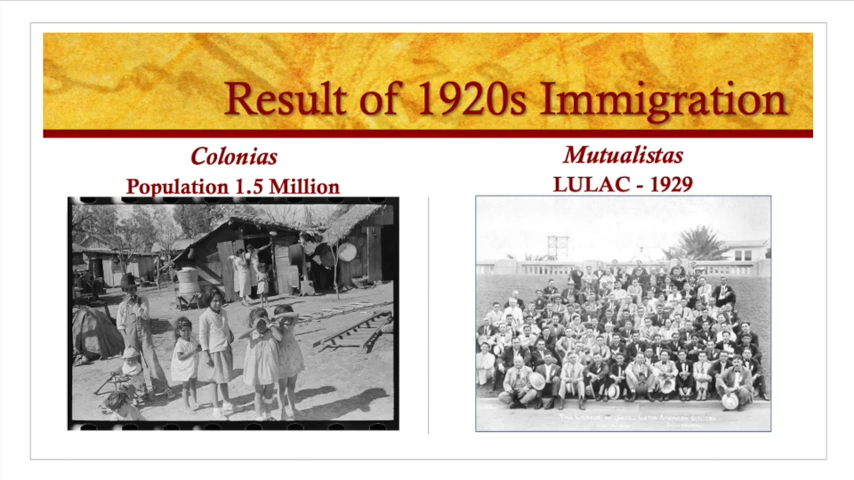 Result of 1920s Immigration
Colonias
Population 1.5 Million
Mutualistas
LULAC - 1929